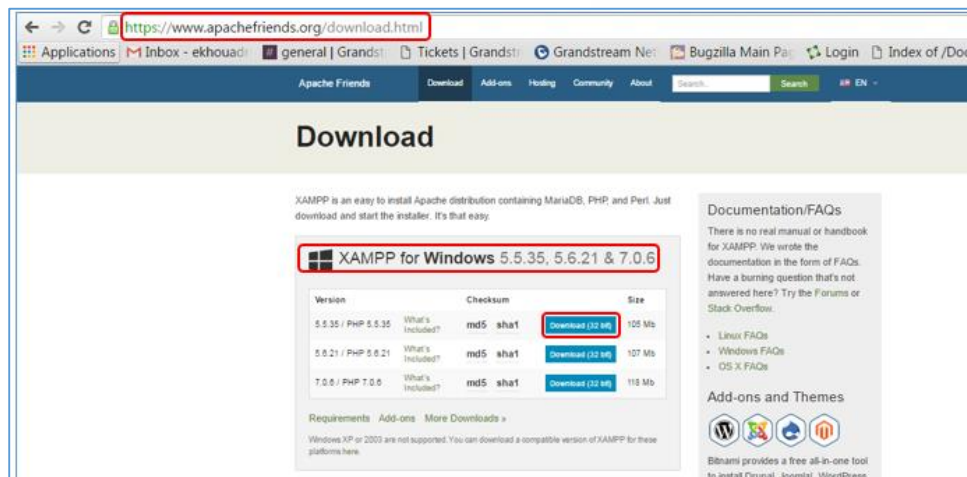 https://www.apachefriends.org/download.html
Applications Inbox - ekhouad general | Grandst Tickets | Grandstr Grandstream Net Bugzilla Main Pag Login Index of /Doc
Apache Friends Download Add-ons Hosting Community About Search... Search EN
Download
XAMPP is an easy to install Apache distribution containing MariaDB, PHP, and Perl. Just
download and start the installer. It's that easy.
XAMPP for Windows 5.5.35, 5.6.21 & 7.0.6
Version Checksum Size
5.5.35 / PHP 5.5.35 What's Included? md5 sha1 Download (32 bit) 105 Mb
5.6.21 / PHP 5.6.21 What's Included? md5 sha1 Download (32 bit) 107 Mb
7.0.6 / PHP 7.0.6 What's Included? md5 sha1 Download (32 bit) 118 Mb
Requirements Add-ons More Downloads »
Windows XP or 2003 are not supported. You can download a compatible version of XAMPP for these
platforms here.
Documentation/FAQs
There is no real manual or handbook
for XAMPP. We wrote the
documentation in the form of FAQs.
Have a burning question that's not
answered here? Try the Forums or
Stack Overflow.
Linux FAQs
Windows FAQs
OS X FAQs
Add-ons and Themes
Bitnami provides a free all-in-one tool
to install Drupal, Joomla!, WordPress